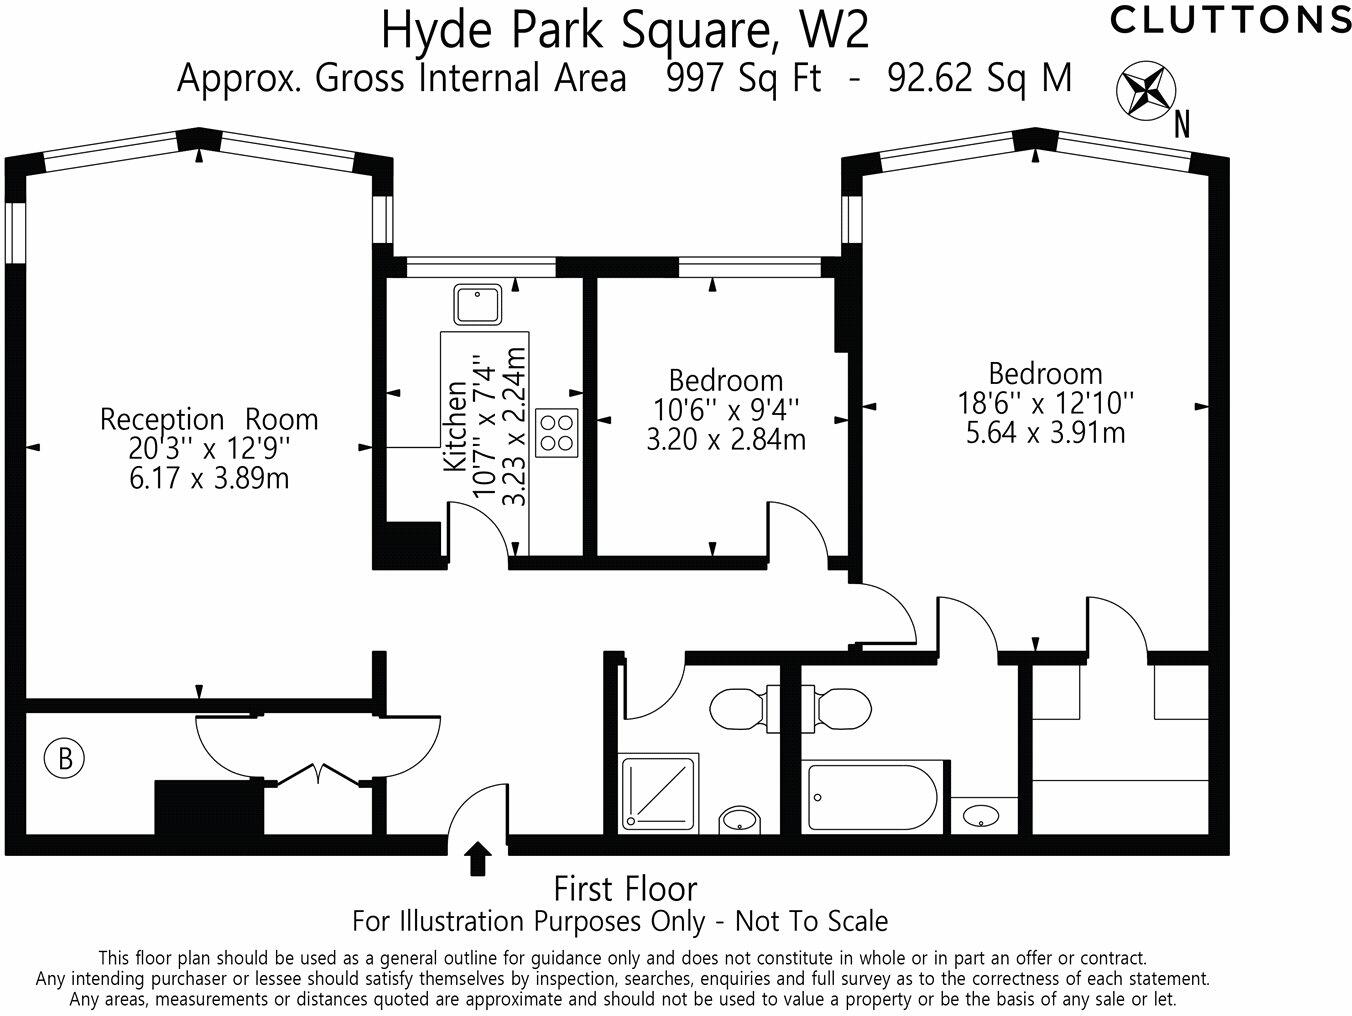 Hyde Park Square, W2
CLUTTONS
Approx. Gross Internal Area   997 Sq Ft  -  92.62 Sq M
N
Reception Room
20'3'' x 12'9''
6.17 x 3.89m
Kitchen
10'7'' x 7'4''
3.23 x 2.24m
Bedroom
10'6'' x 9'4''
3.20 x 2.84m
Bedroom
18'6'' x 12'10''
5.64 x 3.91m
B
First Floor
For Illustration Purposes Only - Not To Scale
This floor plan should be used as a general outline for guidance only and does not constitute in whole or in part an offer or contract.
Any intending purchaser or lessee should satisfy themselves by inspection, searches, enquiries and full survey as to the correctness of each statement.
Any areas, measurements or distances quoted are approximate and should not be used to value a property or be the basis of any sale or let.